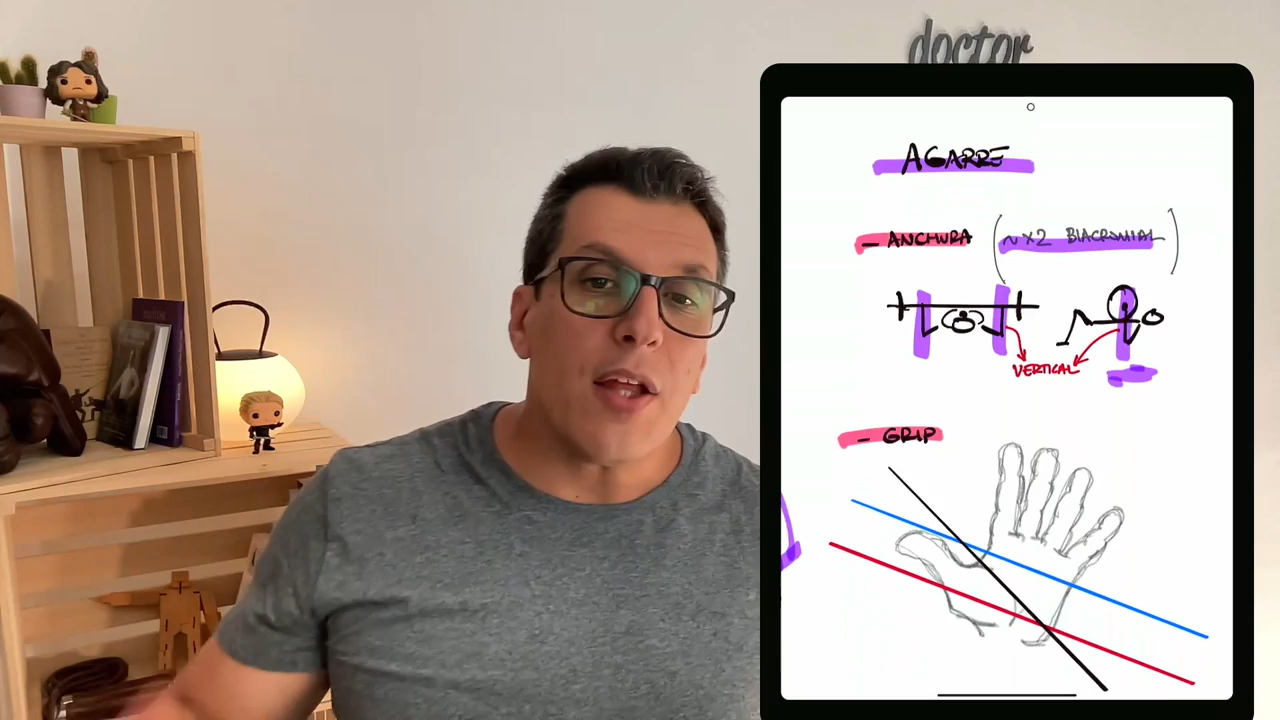 doctor
AGARRE
- ANCHURA (~ x2 BIACROMIAL)
VERTICAL
- GRIP